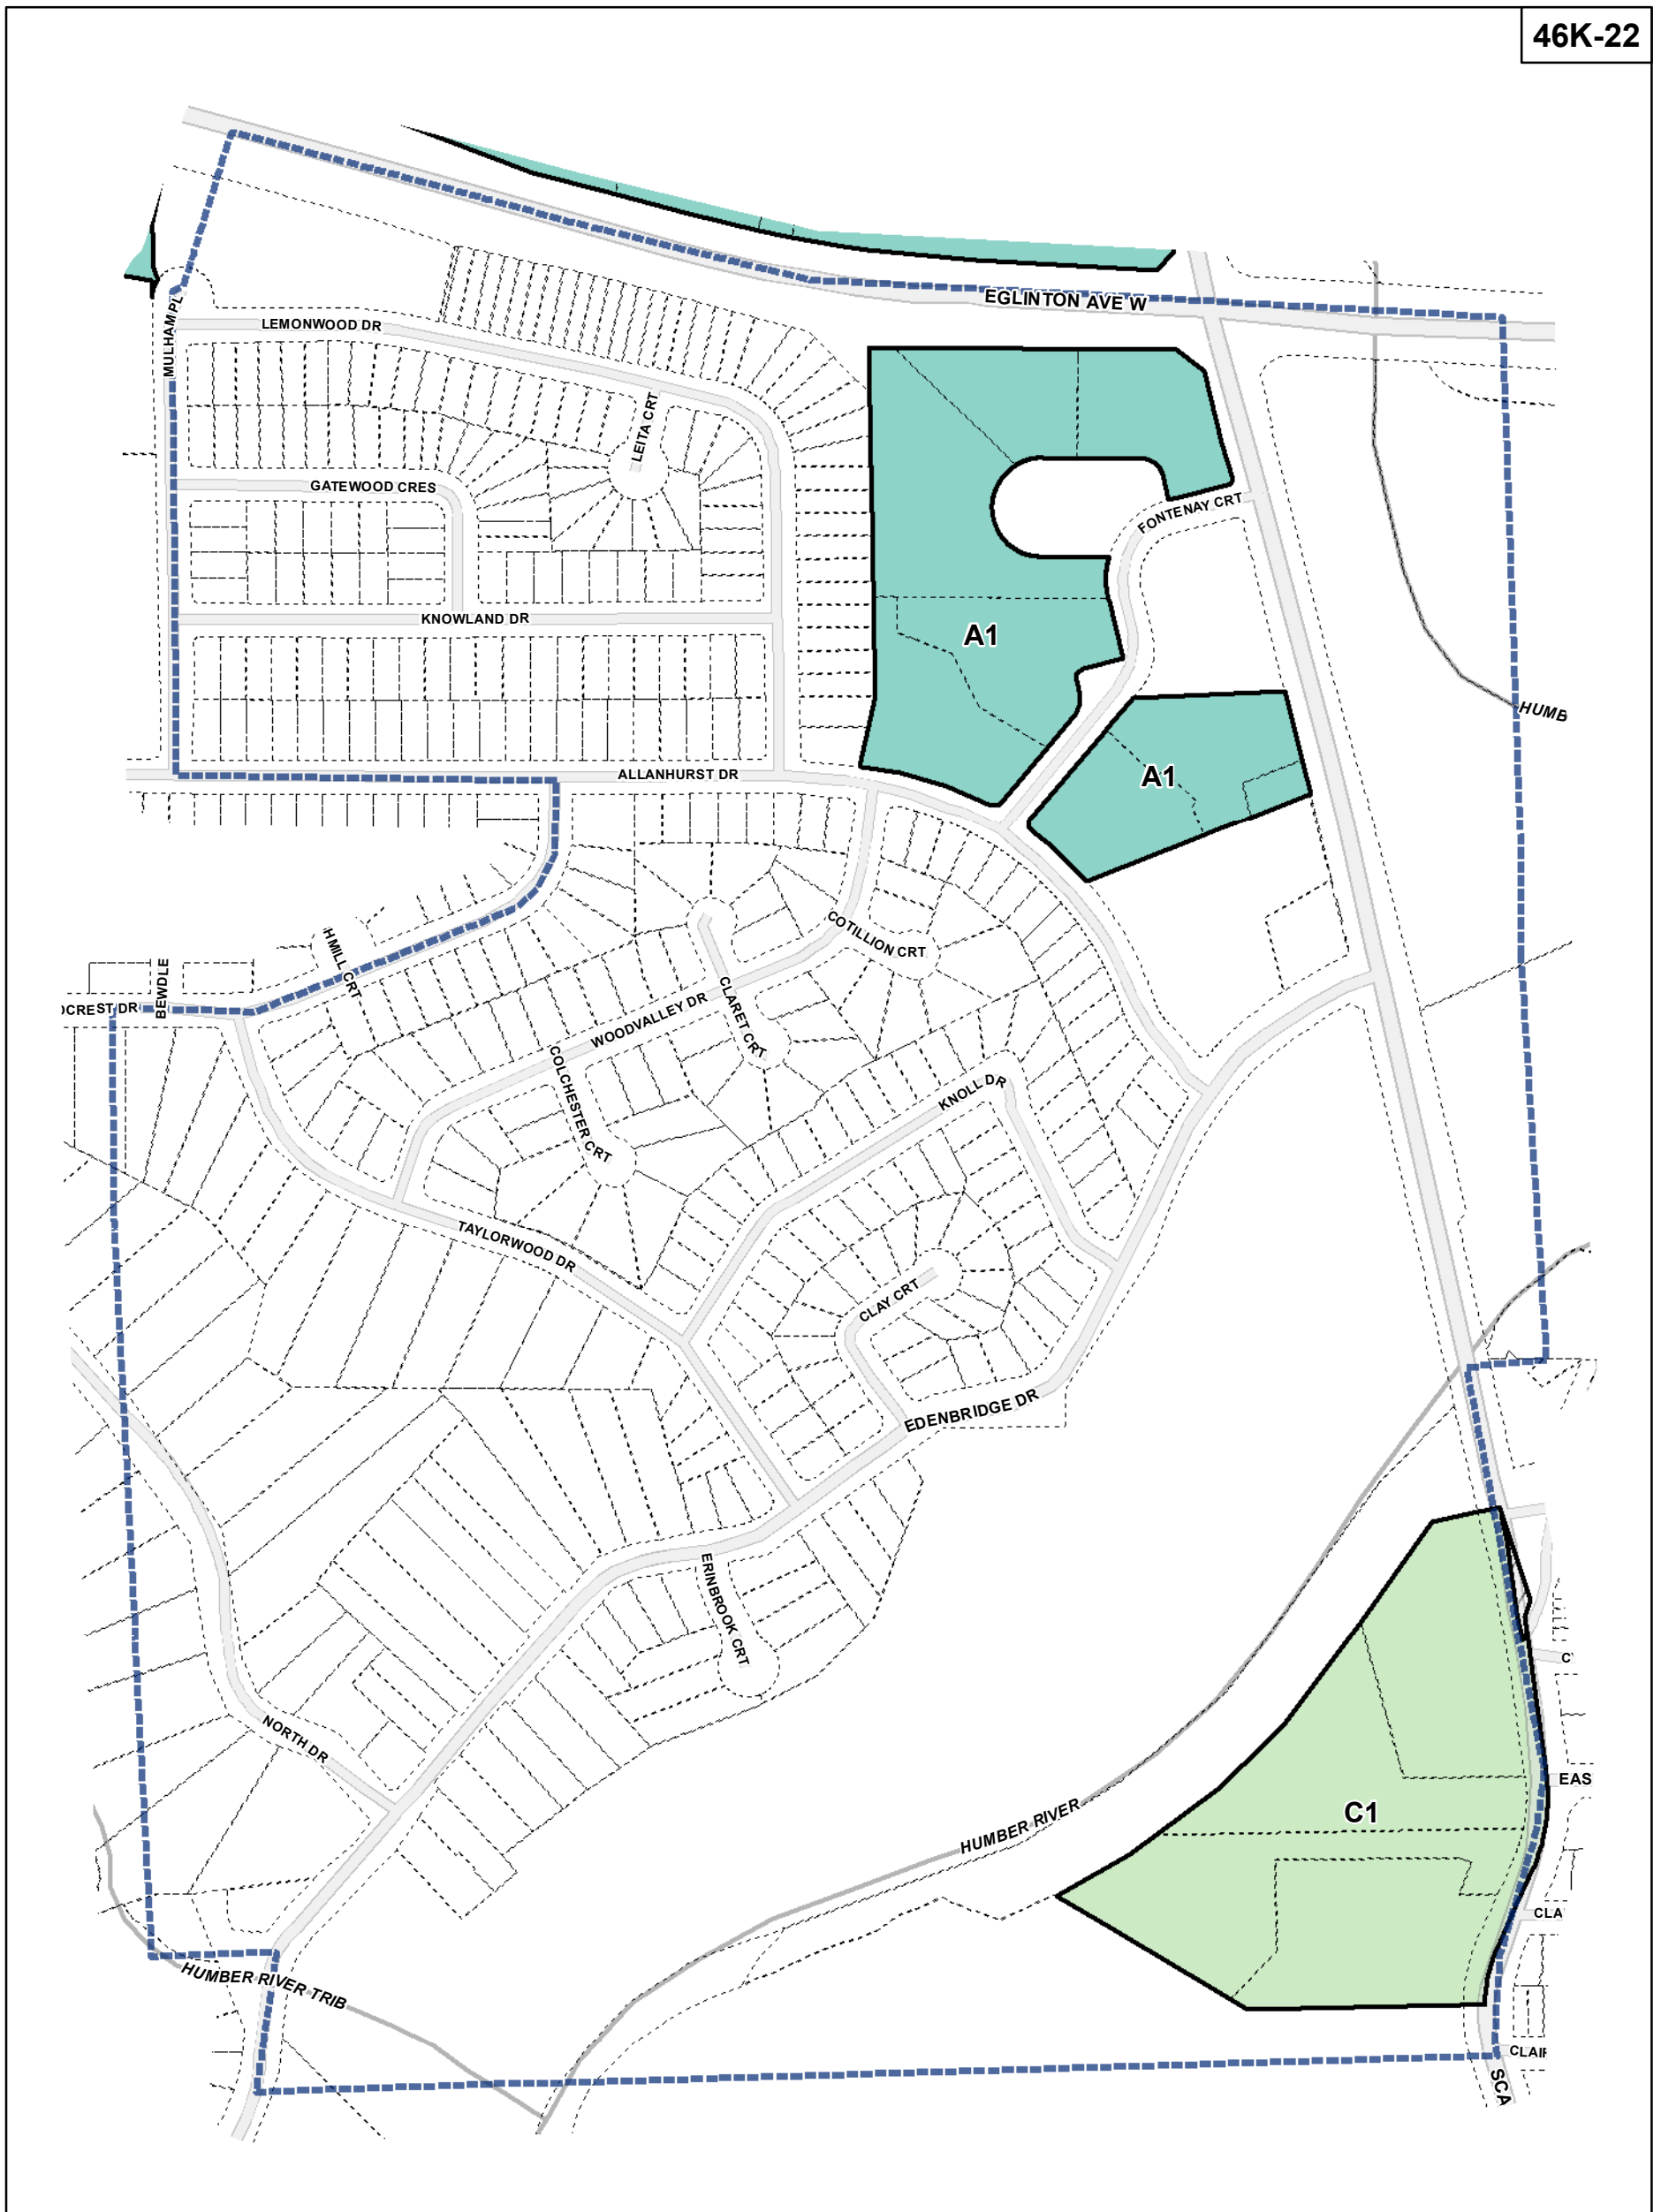 46K-22
EGLINTON AVE W
MULHAM PL
LEMONWOOD DR
LEITA CRT
GATEWOOD CRES
FONTENAY CRT
KNOWLAND DR
A1
HUMB
ALLANHURST DR
A1
COTILLION CRT
HMILL CRT
BEWDLE
DCREST DR
CLARET CRT
WOODVALLEY DR
COLCHESTER CRT
KNOLL DR
TAYLORWOOD DR
CLAY CRT
EDENBRIDGE DR
ERINBROOK CRT
NORTH DR
EAS
C1
HUMBER RIVER
CLA
HUMBER RIVER TRIB
CLAIR
SCA